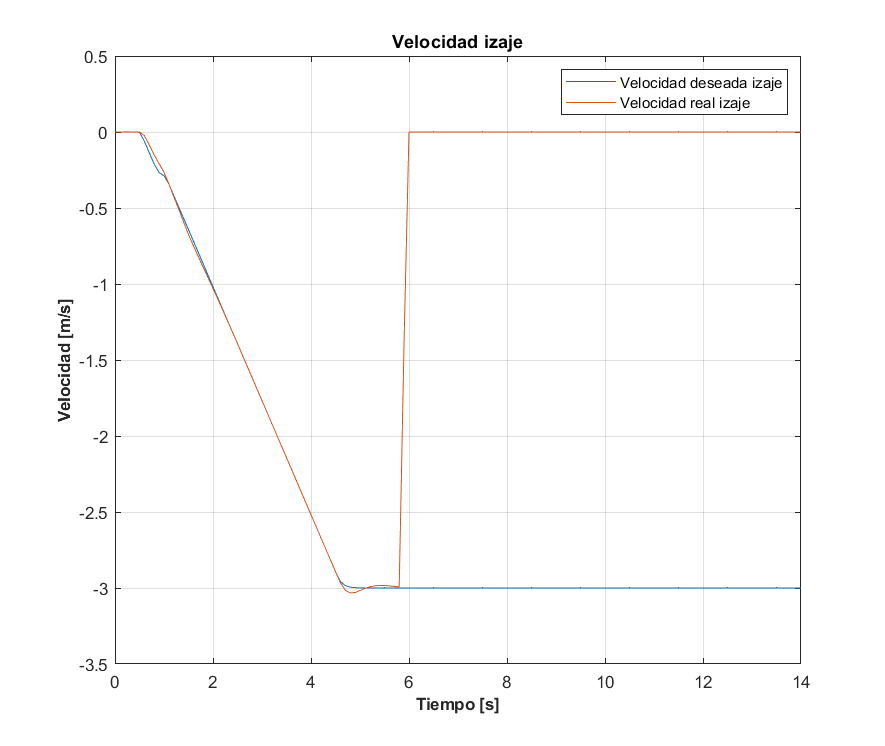 Velocidad izaje
Velocidad deseada izaje
Velocidad real izaje
0.5
0
-0.5
-1
-1.5
-2
-2.5
-3
-3.5
Velocidad [m/s]
0 2 4 6 8 10 12 14
Tiempo [s]